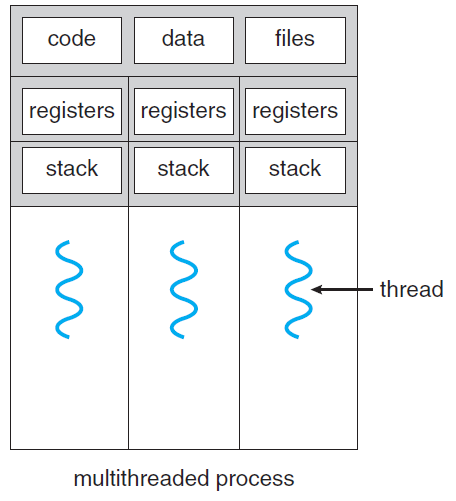 code data files
registers registers registers
stack stack stack
thread
multithreaded process